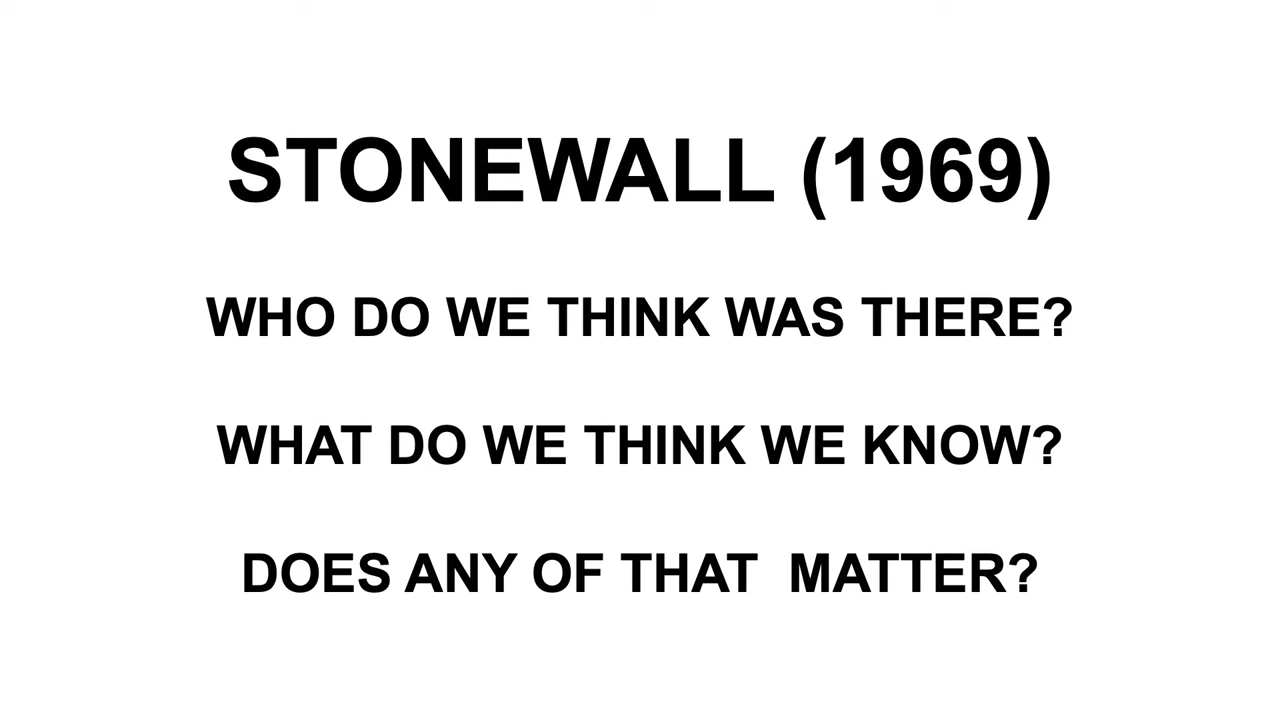 STONEWALL (1969)
WHO DO WE THINK WAS THERE?
WHAT DO WE THINK WE KNOW?
DOES ANY OF THAT  MATTER?